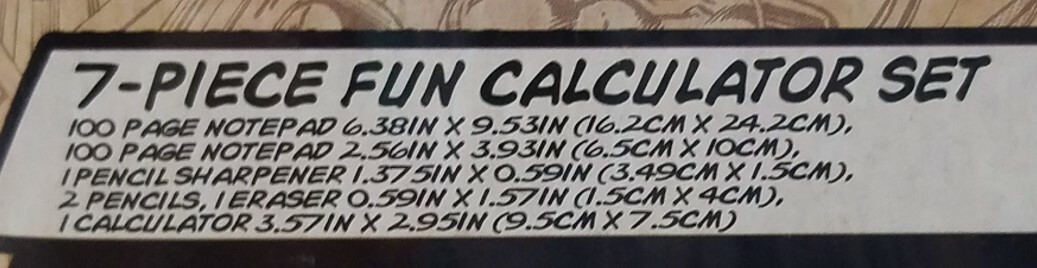 7-PIECE FUN CALCULATOR SET
100 PAGE NOTEPAD 6.38IN X 9.53IN (16.2CM X 24.2CM),
100 PAGE NOTEPAD 2.56IN X 3.93IN (6.5CM X 10CM),
1 PENCIL SHARPENER 1.375IN X 0.59IN (3.49CM X 1.5CM),
2 PENCILS, 1 ERASER 0.59IN X 1.57IN (1.5CM X 4CM),
1 CALCULATOR 3.57IN X 2.95IN (9.5CM X 7.5CM)